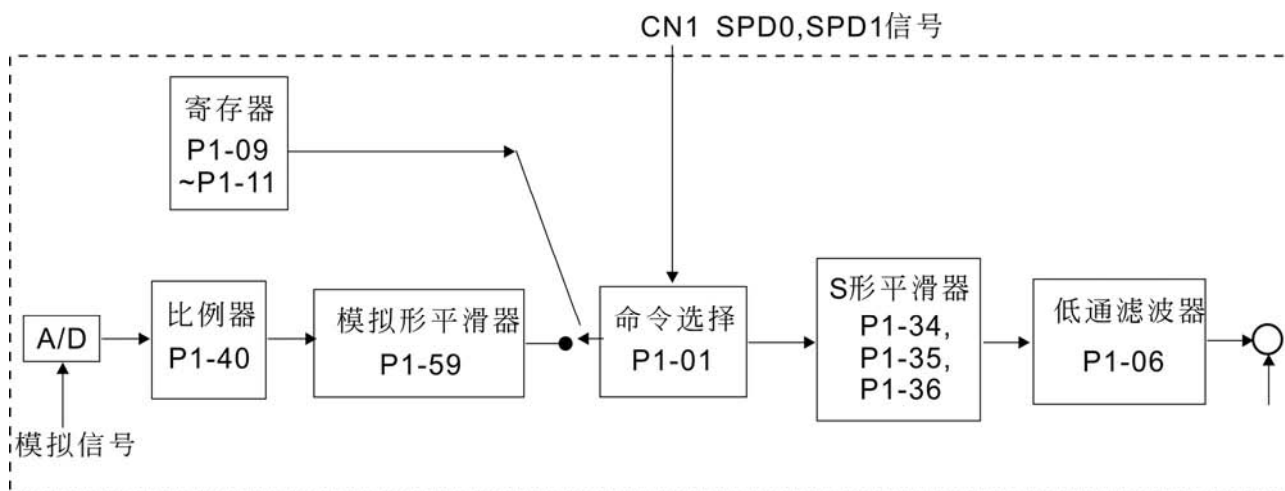 CN1 SPD0,SPD1信号
寄存器
P1-09
~P1-11
A/D
模拟信号
比例器
P1-40
模拟形平滑器
P1-59
命令选择
P1-01
S形平滑器
P1-34,
P1-35,
P1-36
低通滤波器
P1-06